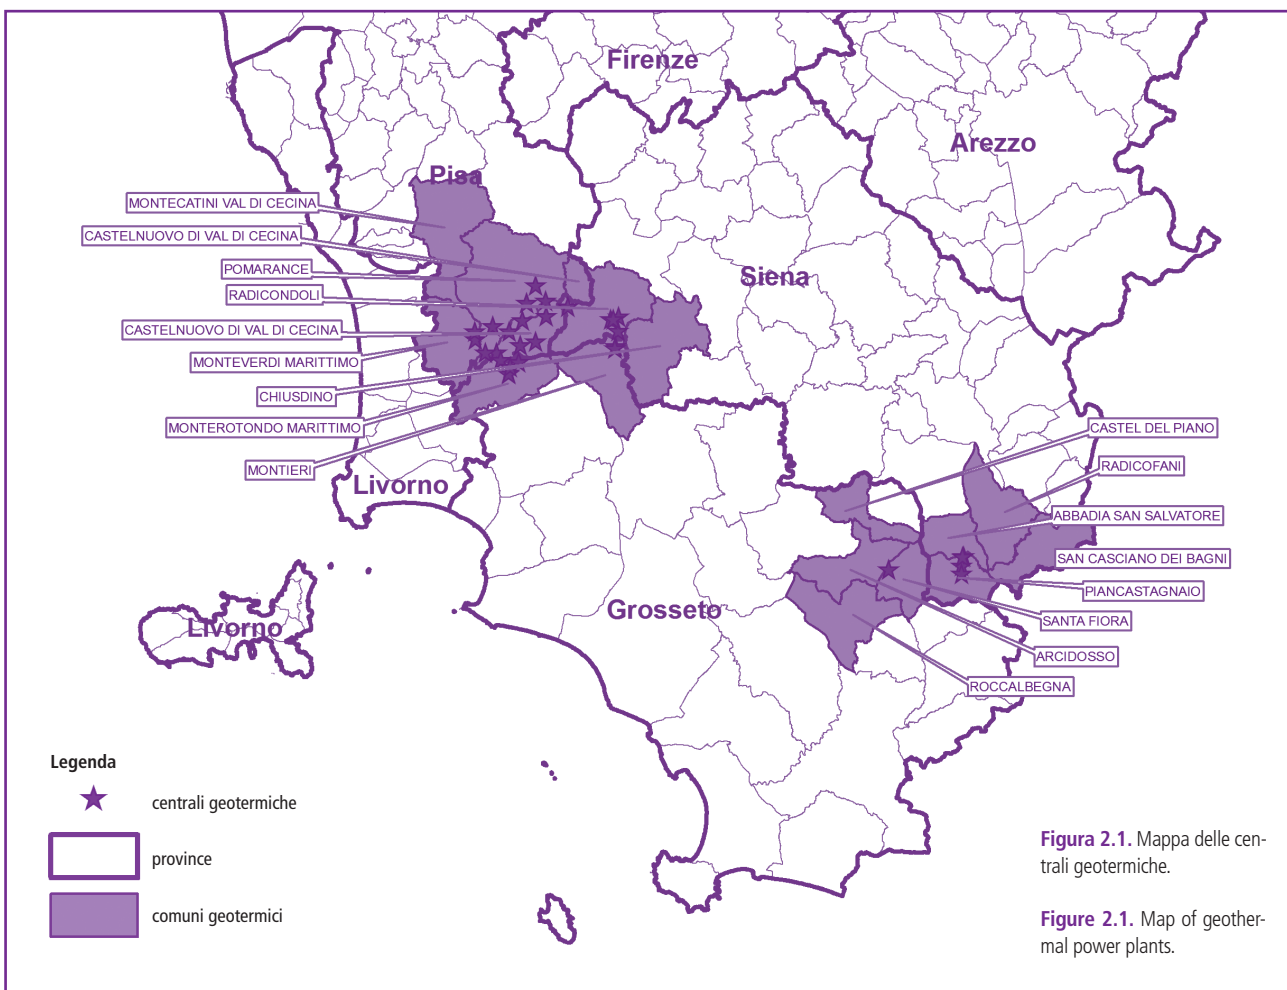 Firenze
Arezzo
Pisa
MONTECATINI VAL DI CECINA
CASTELNUOVO DI VAL DI CECINA
POMARANCE
Siena
RADICONDOLI
CASTELNUOVO DI VAL DI CECINA
MONTEVERDI MARITTIMO
CHIUSDINO
MONTEROTONDO MARITTIMO
MONTIERI
Livorno
CASTEL DEL PIANO
RADICOFANI
ABBADIA SAN SALVATORE
SAN CASCIANO DEI BAGNI
PIANCASTAGNAIO
SANTA FIORA
ARCIDOSSO
ROCCALBEGNA
Grosseto
Livorno
Legenda
centrali geotermiche
province
comuni geotermici
Figura 2.1. Mappa delle cen-
trali geotermiche.
Figure 2.1. Map of geother-
mal power plants.